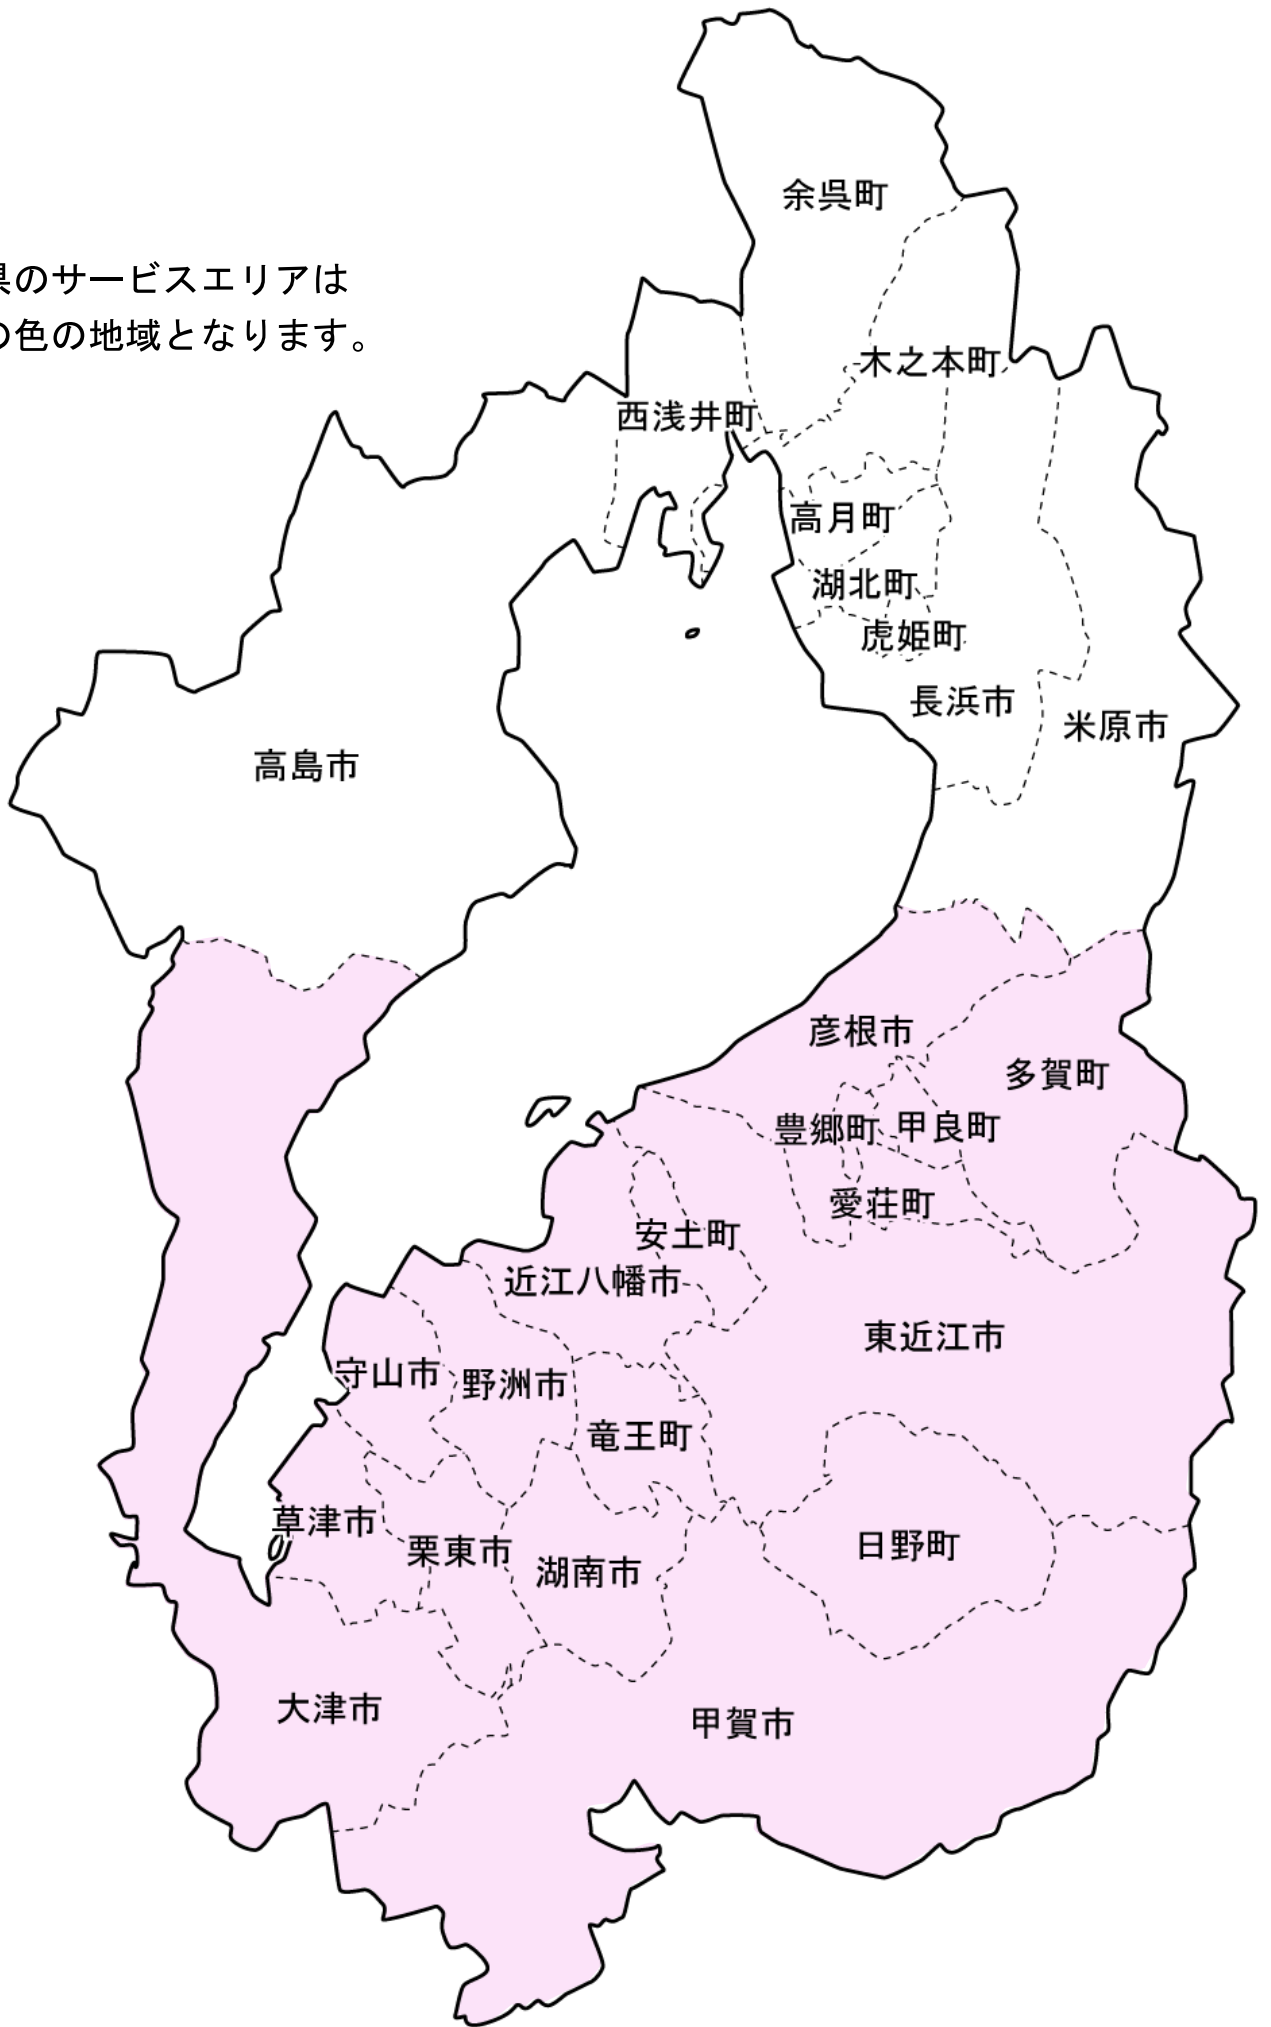 余呉町
県のサービスエリアは
の色の地域となります。
木之本町
西浅井町
高月町
湖北町
虎姫町
長浜市
米原市
高島市
彦根市
多賀町
豊郷町
甲良町
愛荘町
安土町
近江八幡市
東近江市
守山市
野洲市
竜王町
草津市
栗東市
湖南市
日野町
大津市
甲賀市